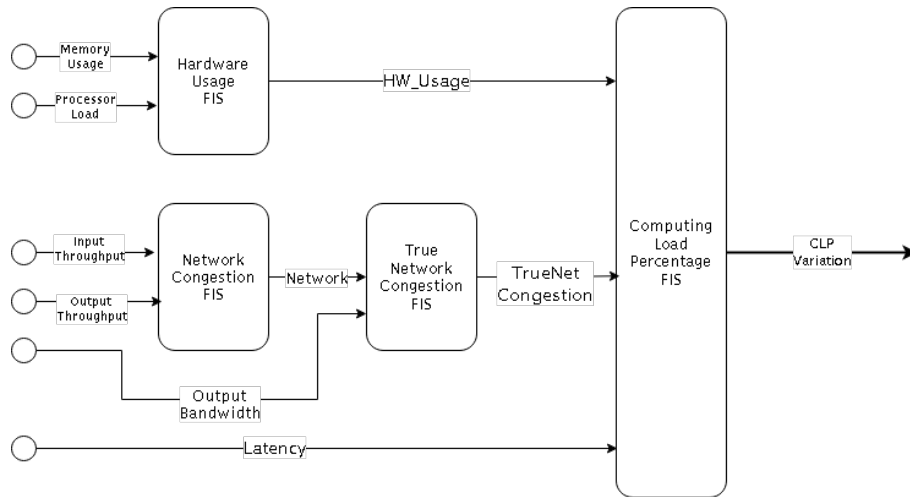 Memory
Usage
Processor
Load
Hardware
Usage
FIS
HW_Usage
Input
Throughput
Output
Throughput
Network
Congestion
FIS
Network
True
Network
Congestion
FIS
TrueNet
Congestion
Output
Bandwidth
Latency
Computing
Load
Percentage
FIS
CLP
Variation